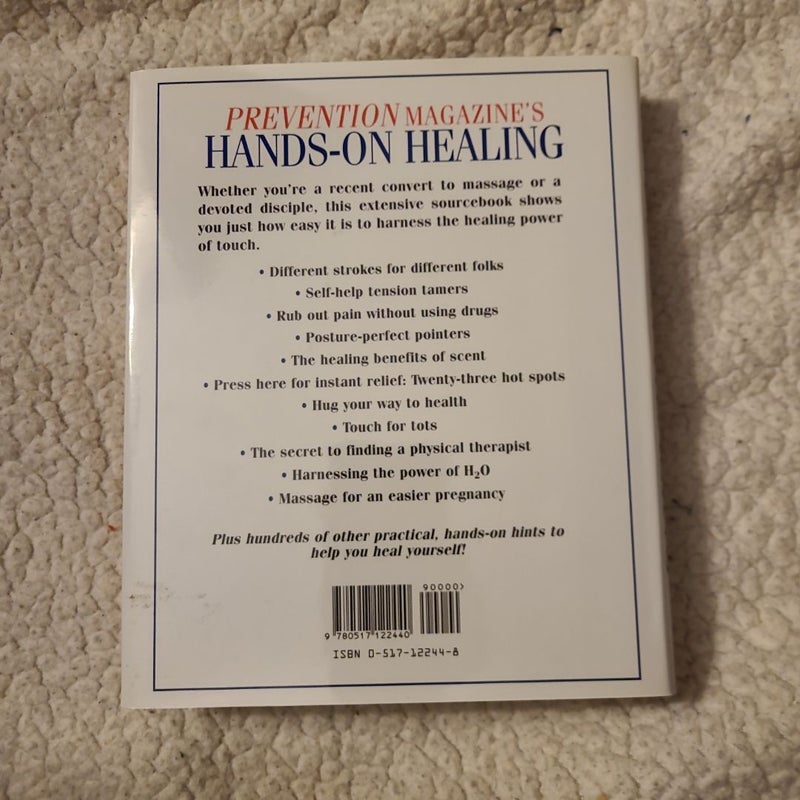 PREVENTION MAGAZINE'S
HANDS-ON HEALING
Whether you're a recent convert to massage or a
devoted disciple, this extensive sourcebook shows
you just how easy it is to harness the healing power
of touch.
• Different strokes for different folks
• Self-help tension tamers
• Rub out pain without using drugs
• Posture-perfect pointers
• The healing benefits of scent
• Press here for instant relief: Twenty-three hot spots
• Hug your way to health
• Touch for tots
• The secret to finding a physical therapist
• Harnessing the power of H₂O
• Massage for an easier pregnancy
Plus hundreds of other practical, hands-on hints to
help you heal yourself!
90000>
9 780517 122440
ISBN 0-517-12244-8